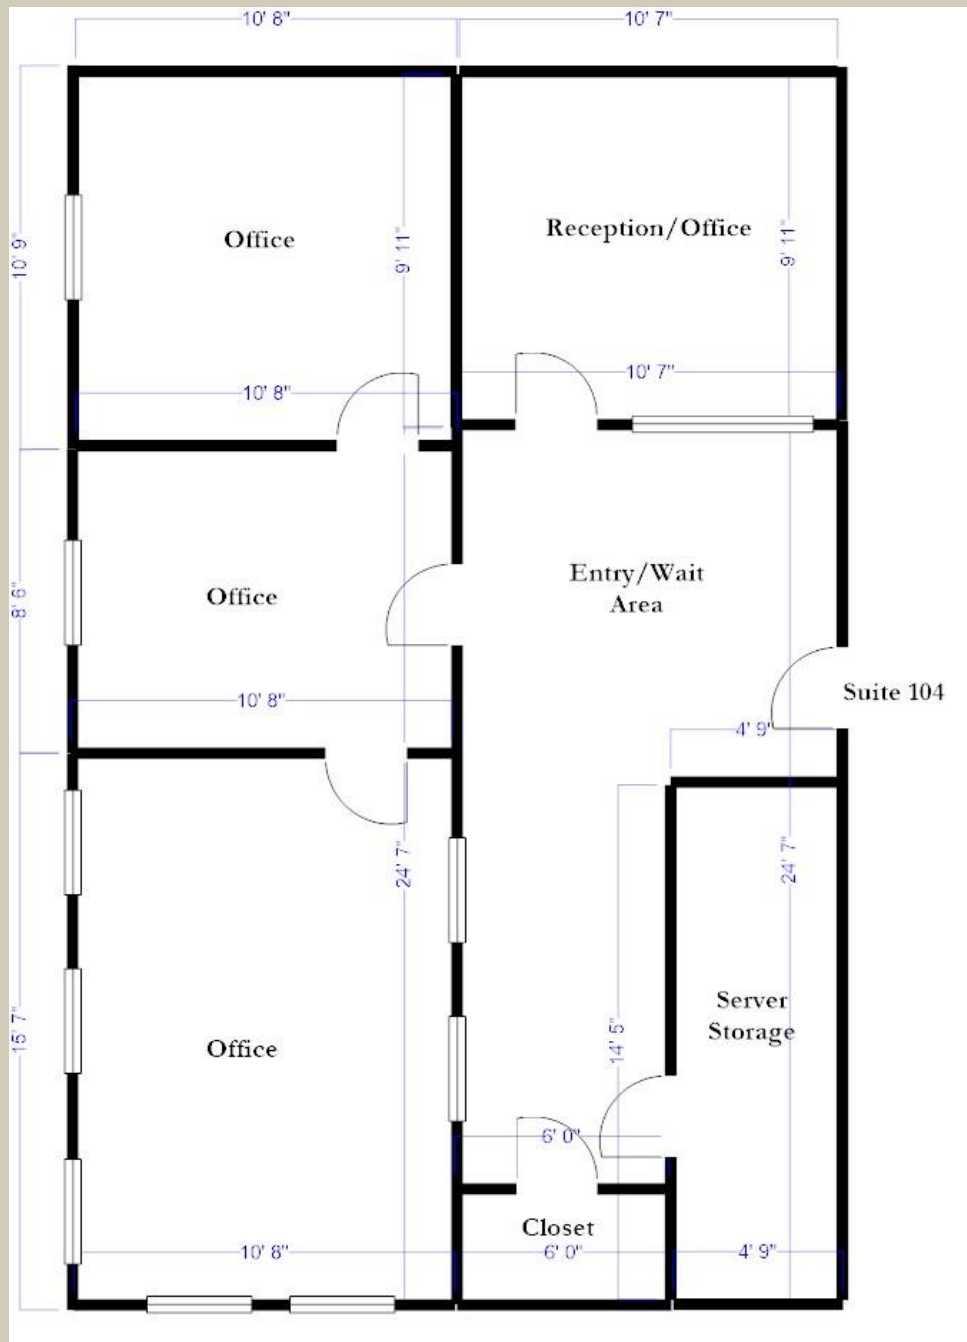 10' 8"
10' 7"
Office
Reception/Office
10' 9"
9' 11"
9' 11"
10' 8"
10' 7"
Entry/Wait
Area
Office
8' 6"
Suite 104
10' 8"
4' 9"
24' 7"
24' 7"
Server
Storage
Office
15' 7"
14' 5"
6' 0"
Closet
10' 8"
6' 0"
4' 9"